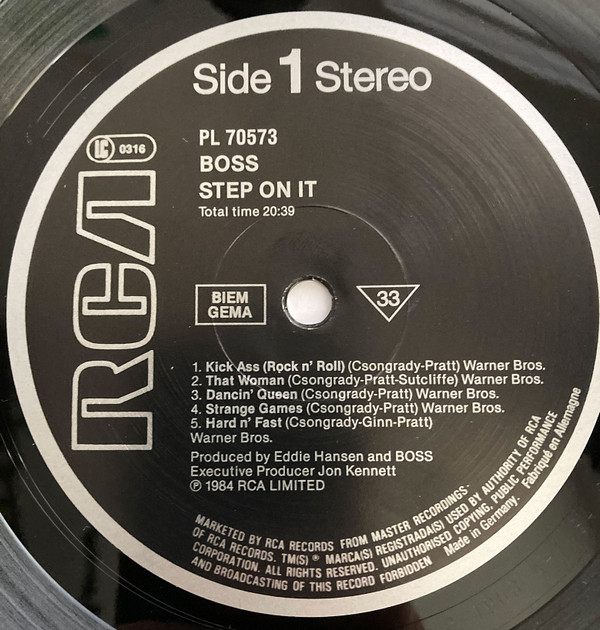 Side 1 Stereo
LC 0316
PL 70573
BOSS
STEP ON IT
Total time 20:39
RCA
BIEM
GEMA
33
1. Kick Ass (Rock n' Roll) (Csongrady-Pratt) Warner Bros.
2. That Woman (Csongrady-Pratt-Sutcliffe) Warner Bros.
3. Dancin' Queen (Csongrady-Pratt) Warner Bros.
4. Strange Games (Csongrady-Pratt) Warner Bros.
5. Hard n' Fast (Csongrady-Ginn-Pratt)
Warner Bros.
Produced by Eddie Hansen and BOSS
Executive Producer Jon Kennett
℗ 1984 RCA LIMITED
MARKETED BY RCA RECORDS FROM MASTER RECORDINGS
OF RCA RECORDS. TM(S) ® MARCA(S) REGISTRADA(S) USED BY AUTHORITY OF RCA
CORPORATION. ALL RIGHTS RESERVED. UNAUTHORISED COPYING, PUBLIC PERFORMANCE
AND BROADCASTING OF THIS RECORD FORBIDDEN Made in Germany. Fabriqué en Allemagne